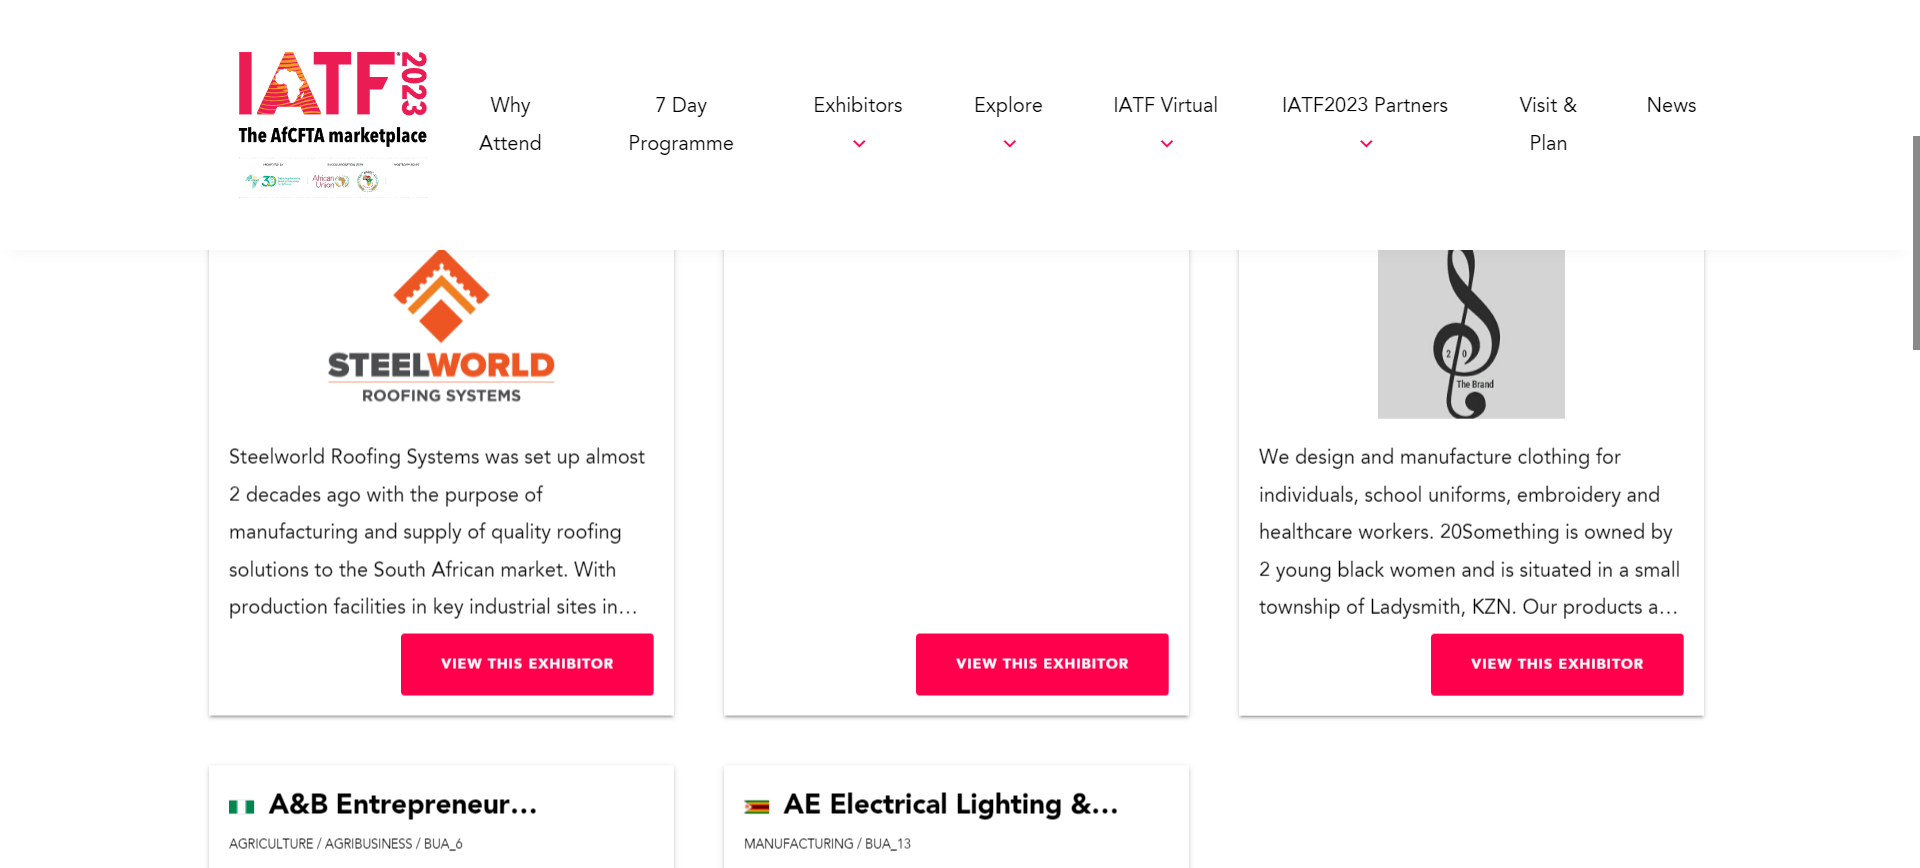 IATF 2023
The AfCFTA marketplace
African Union
Why Attend
7 Day Programme
Exhibitors
Explore
IATF Virtual
IATF2023 Partners
Visit & Plan
News
STEELWORLD
ROOFING SYSTEMS
Steelworld Roofing Systems was set up almost
2 decades ago with the purpose of
manufacturing and supply of quality roofing
solutions to the South African market. With
production facilities in key industrial sites in...
VIEW THIS EXHIBITOR
VIEW THIS EXHIBITOR
2 0
The Brand
We design and manufacture clothing for
individuals, school uniforms, embroidery and
healthcare workers. 20Something is owned by
2 young black women and is situated in a small
township of Ladysmith, KZN. Our products a...
VIEW THIS EXHIBITOR
A&B Entrepreneur...
AGRICULTURE / AGRIBUSINESS / BUA_6
AE Electrical Lighting &...
MANUFACTURING / BUA_13